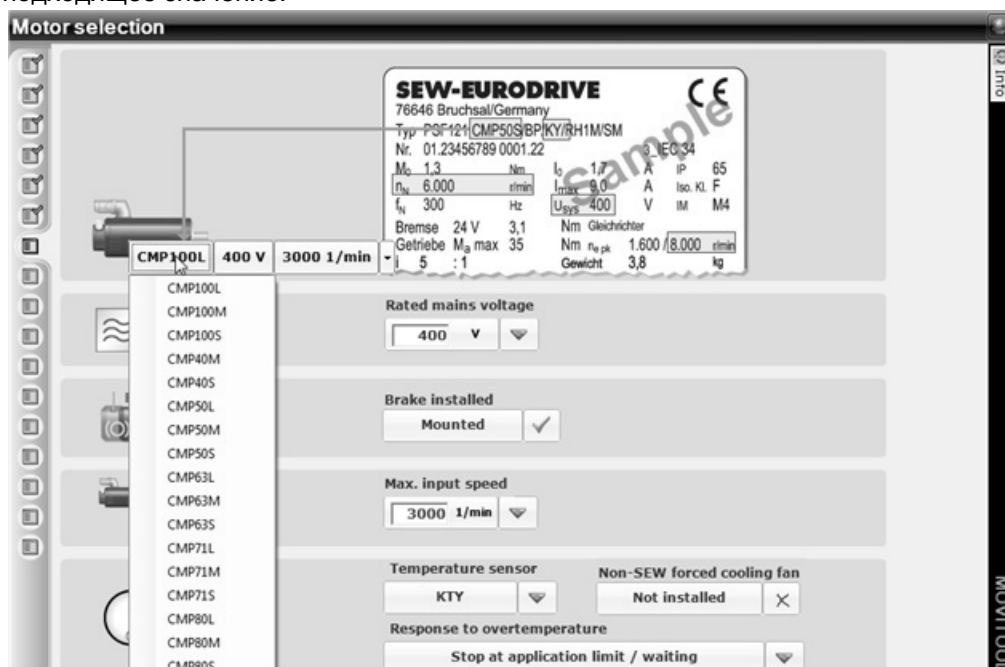 Motor selection
Info
SEW-EURODRIVE CE
76646 Bruchsal/Germany
Typ PSF121 CMP50S/BP/KY/RH1M/SM
Nr. 01.23456789 0001.22 3_IEC 34
M₀ 1,3 Nm I₀ 1,7 A IP 65
nN 6.000 r/min Imax 9,0 A Iso. Kl. F
fN 300 Hz Usys 400 V IM M4
Bremse 24 V 3,1 Nm Gleichrichter
Getriebe Ma max 35 Nm ne pk 1.600 / 8.000 r/min
i 5 :1 Gewicht 3,8 kg
Sample
CMP100L 400 V 3000 1/min
CMP100L
CMP100M
CMP100S
CMP40M
CMP40S
CMP50L
CMP50M
CMP50S
CMP63L
CMP63M
CMP63S
CMP71L
CMP71M
CMP71S
CMP80L
CMP80M
CMP80S
Rated mains voltage
400 V
Brake installed
Mounted
Max. input speed
3000 1/min
Temperature sensor
KTY
Non-SEW forced cooling fan
Not installed
Response to overtemperature
Stop at application limit / waiting